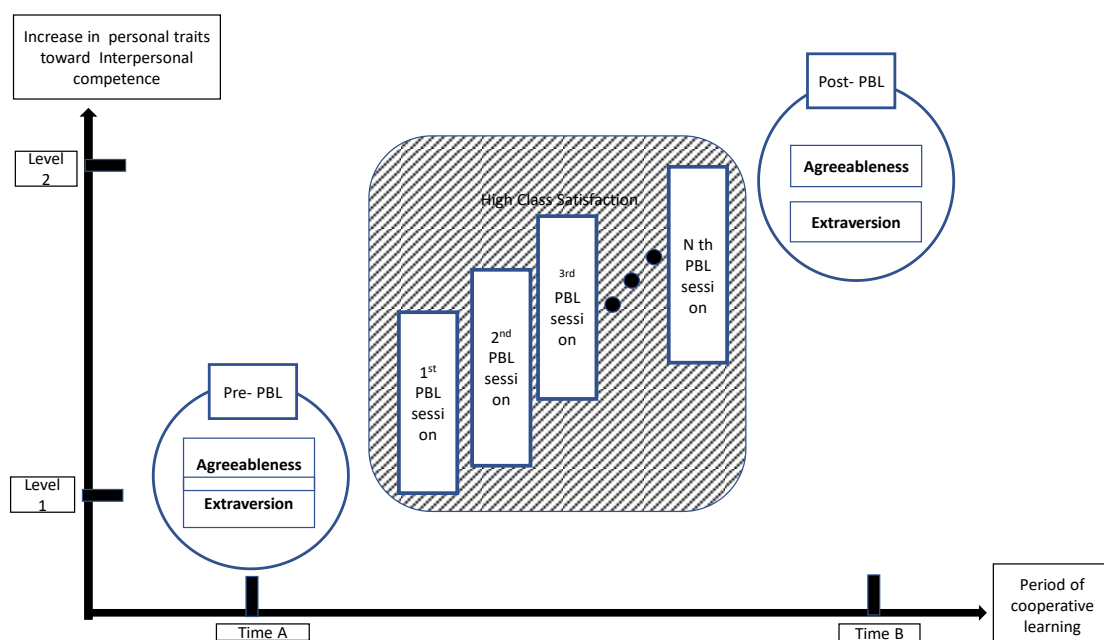 Increase in personal traits
toward Interpersonal
competence
Post- PBL
Level
2
Agreeableness
High Class Satisfaction
Extraversion
N th
PBL
sessi
on
3rd
PBL
sessi
on
2nd
PBL
sessi
on
1st
PBL
sessi
on
Pre- PBL
Agreeableness
Level
1
Extraversion
Period of
cooperative
learning
Time A
Time B